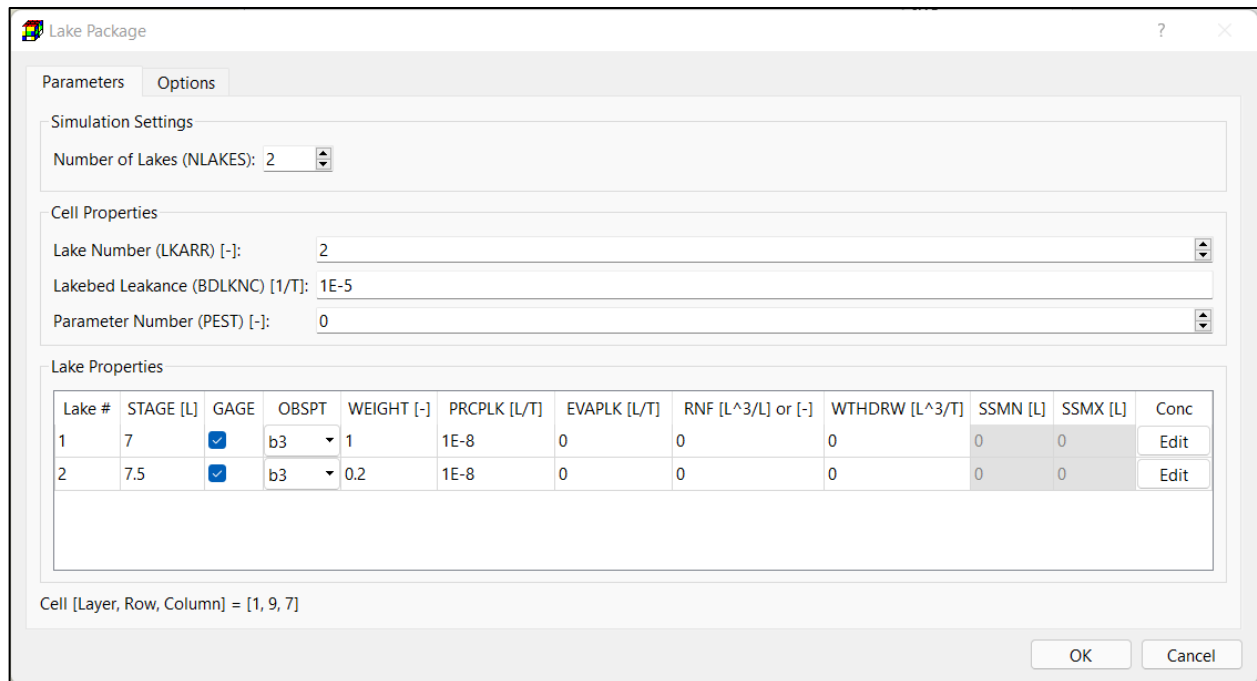 Lake Package ?
Parameters Options
Simulation Settings
Number of Lakes (NLAKES): 2
Cell Properties
Lake Number (LKARR) [-]: 2
Lakebed Leakance (BDLKNC) [1/T]: 1E-5
Parameter Number (PEST) [-]: 0
Lake Properties
Lake # STAGE [L] GAGE OBSPT WEIGHT [-] PRCPLK [L/T] EVAPLK [L/T] RNF [L^3/L] or [-] WTHDRW [L^3/T] SSMN [L] SSMX [L] Conc
1 7 b3 1 1E-8 0 0 0 0 0 Edit
2 7.5 b3 0.2 1E-8 0 0 0 0 0 Edit
Cell [Layer, Row, Column] = [1, 9, 7]
OK Cancel